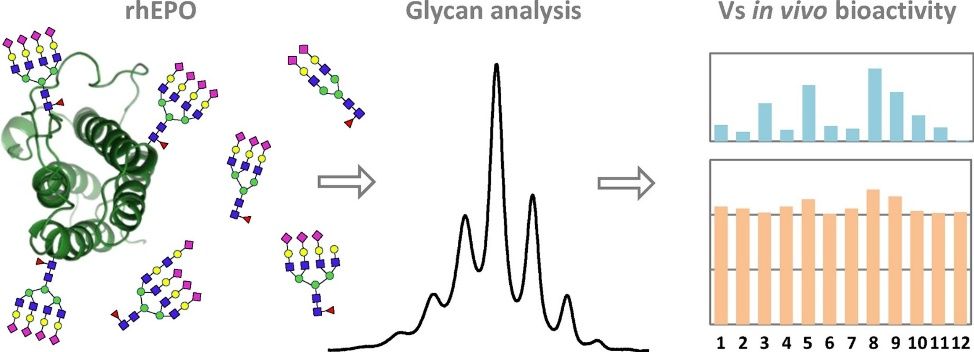 rhEPO
Glycan analysis
Vs in vivo bioactivity
1 2 3 4 5 6 7 8 9 10 11 12